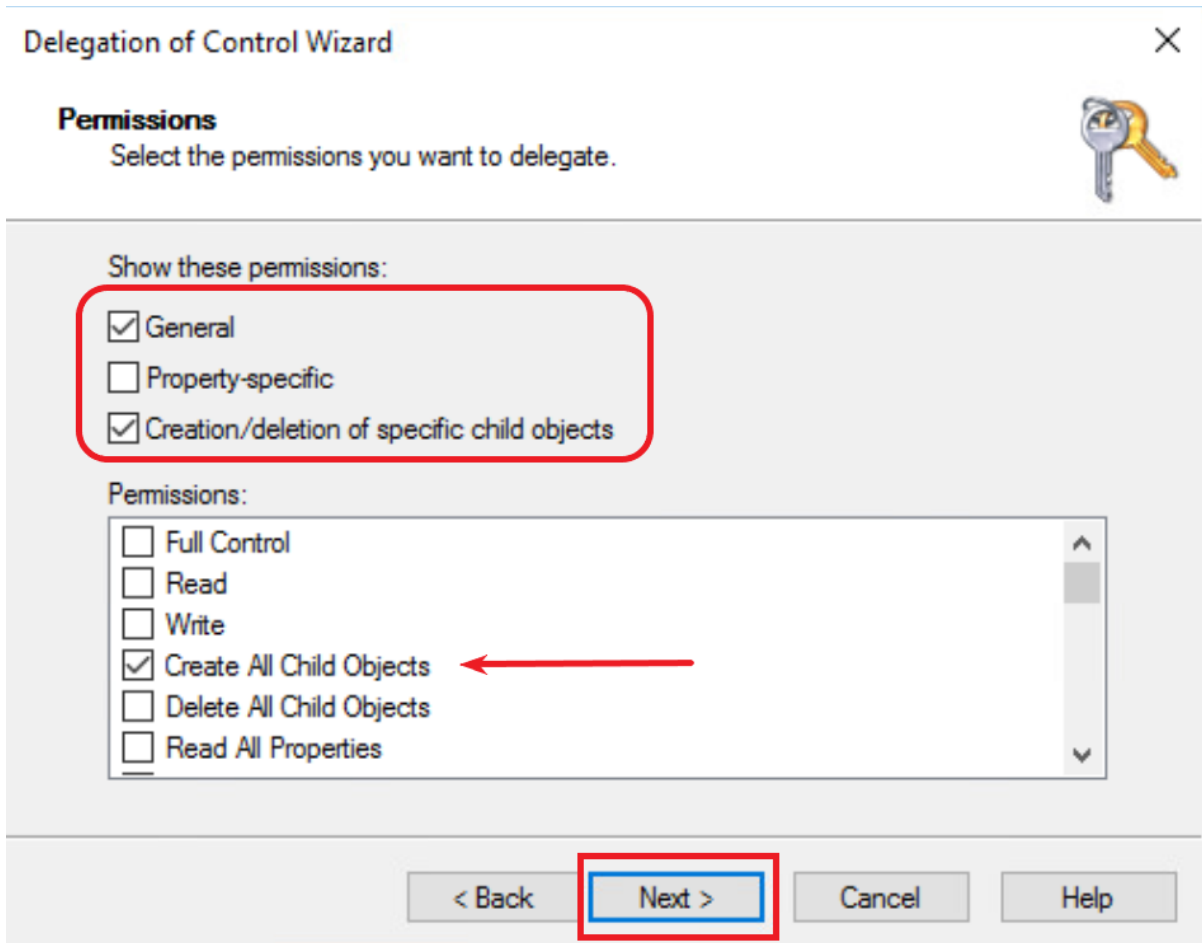 Delegation of Control Wizard
Permissions
Select the permissions you want to delegate.
Show these permissions:
General
Property-specific
Creation/deletion of specific child objects
Permissions:
Full Control
Read
Write
Create All Child Objects
Delete All Child Objects
Read All Properties
< Back Next > Cancel Help